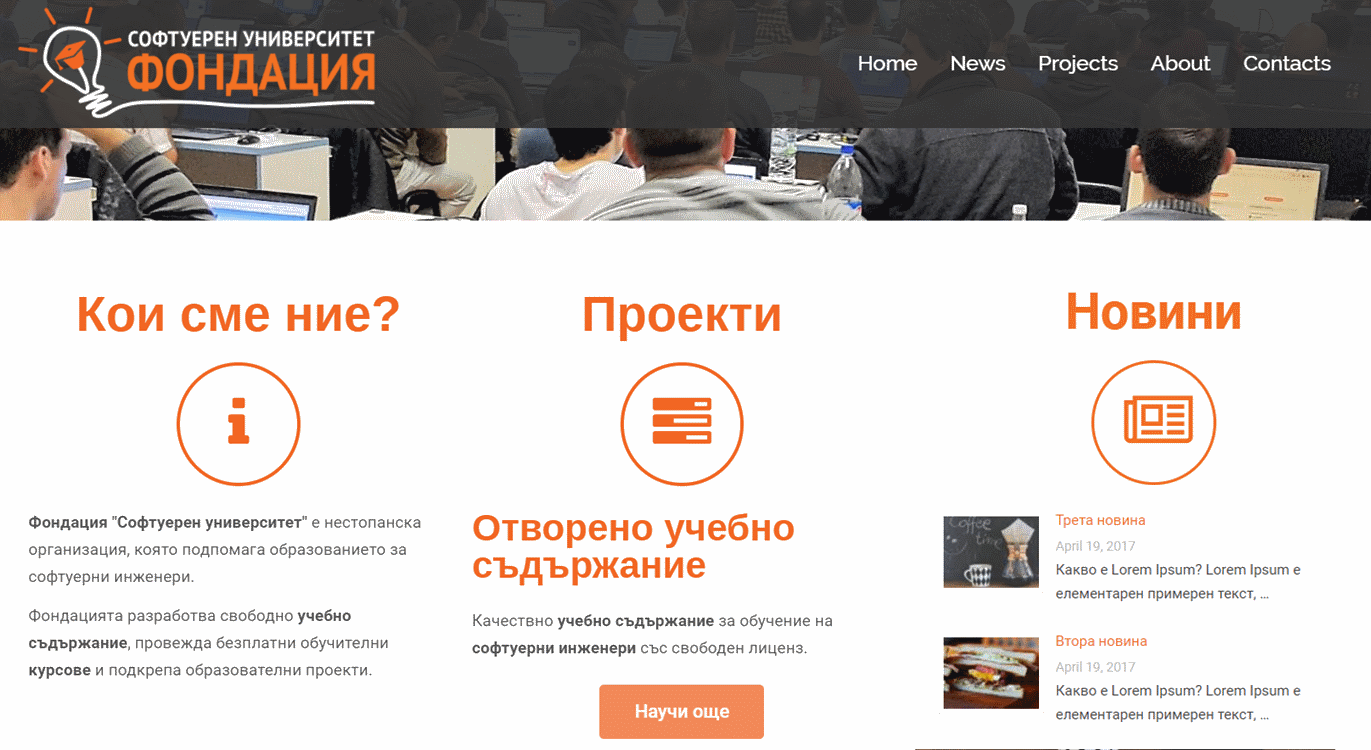 СОФТУЕРЕН УНИВЕРСИТЕТ
ФОНДАЦИЯ
Home News Projects About Contacts
Кои сме ние?
Фондация "Софтуерен университет" е нестопанска
организация, която подпомага образованието за
софтуерни инженери.
Фондацията разработва свободно учебно
съдържание, провежда безплатни обучителни
курсове и подкрепа образователни проекти.
Проекти
Отворено учебно
съдържание
Качествно учебно съдържание за обучение на
софтуерни инженери със свободен лиценз.
Научи още
Новини
Coffee
time
Трета новина
April 19, 2017
Какво е Lorem Ipsum? Lorem Ipsum е
елементарен примерен текст, ...
Втора новина
April 19, 2017
Какво е Lorem Ipsum? Lorem Ipsum е
елементарен примерен текст, ...